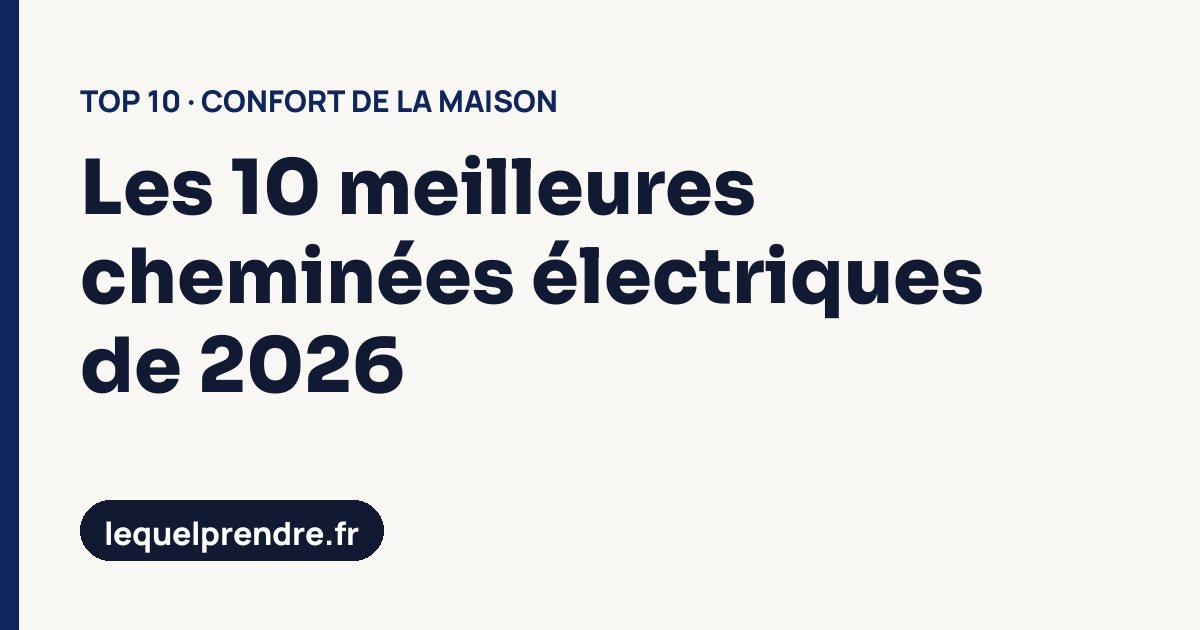 TOP 10 · CONFORT DE LA MAISON
Les 10 meilleures
cheminées électriques
de 2026
lequelprendre.fr